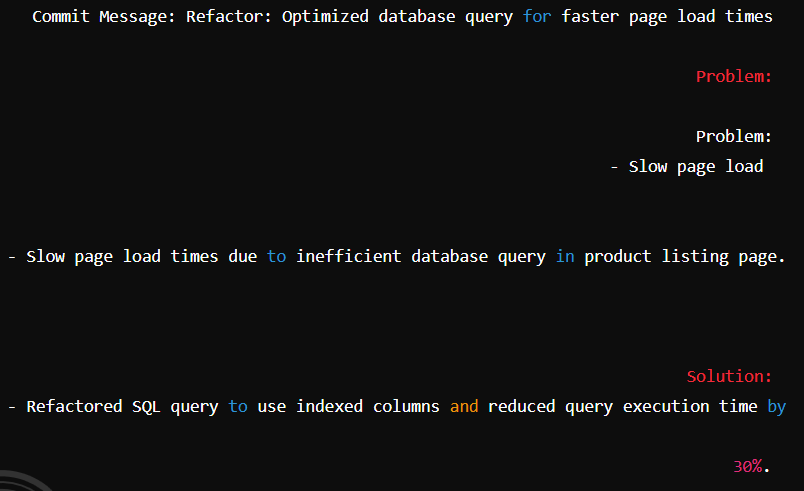 Commit Message: Refactor: Optimized database query for faster page load times
Problem:
Problem:
- Slow page load
- Slow page load times due to inefficient database query in product listing page.
Solution:
- Refactored SQL query to use indexed columns and reduced query execution time by
30%.